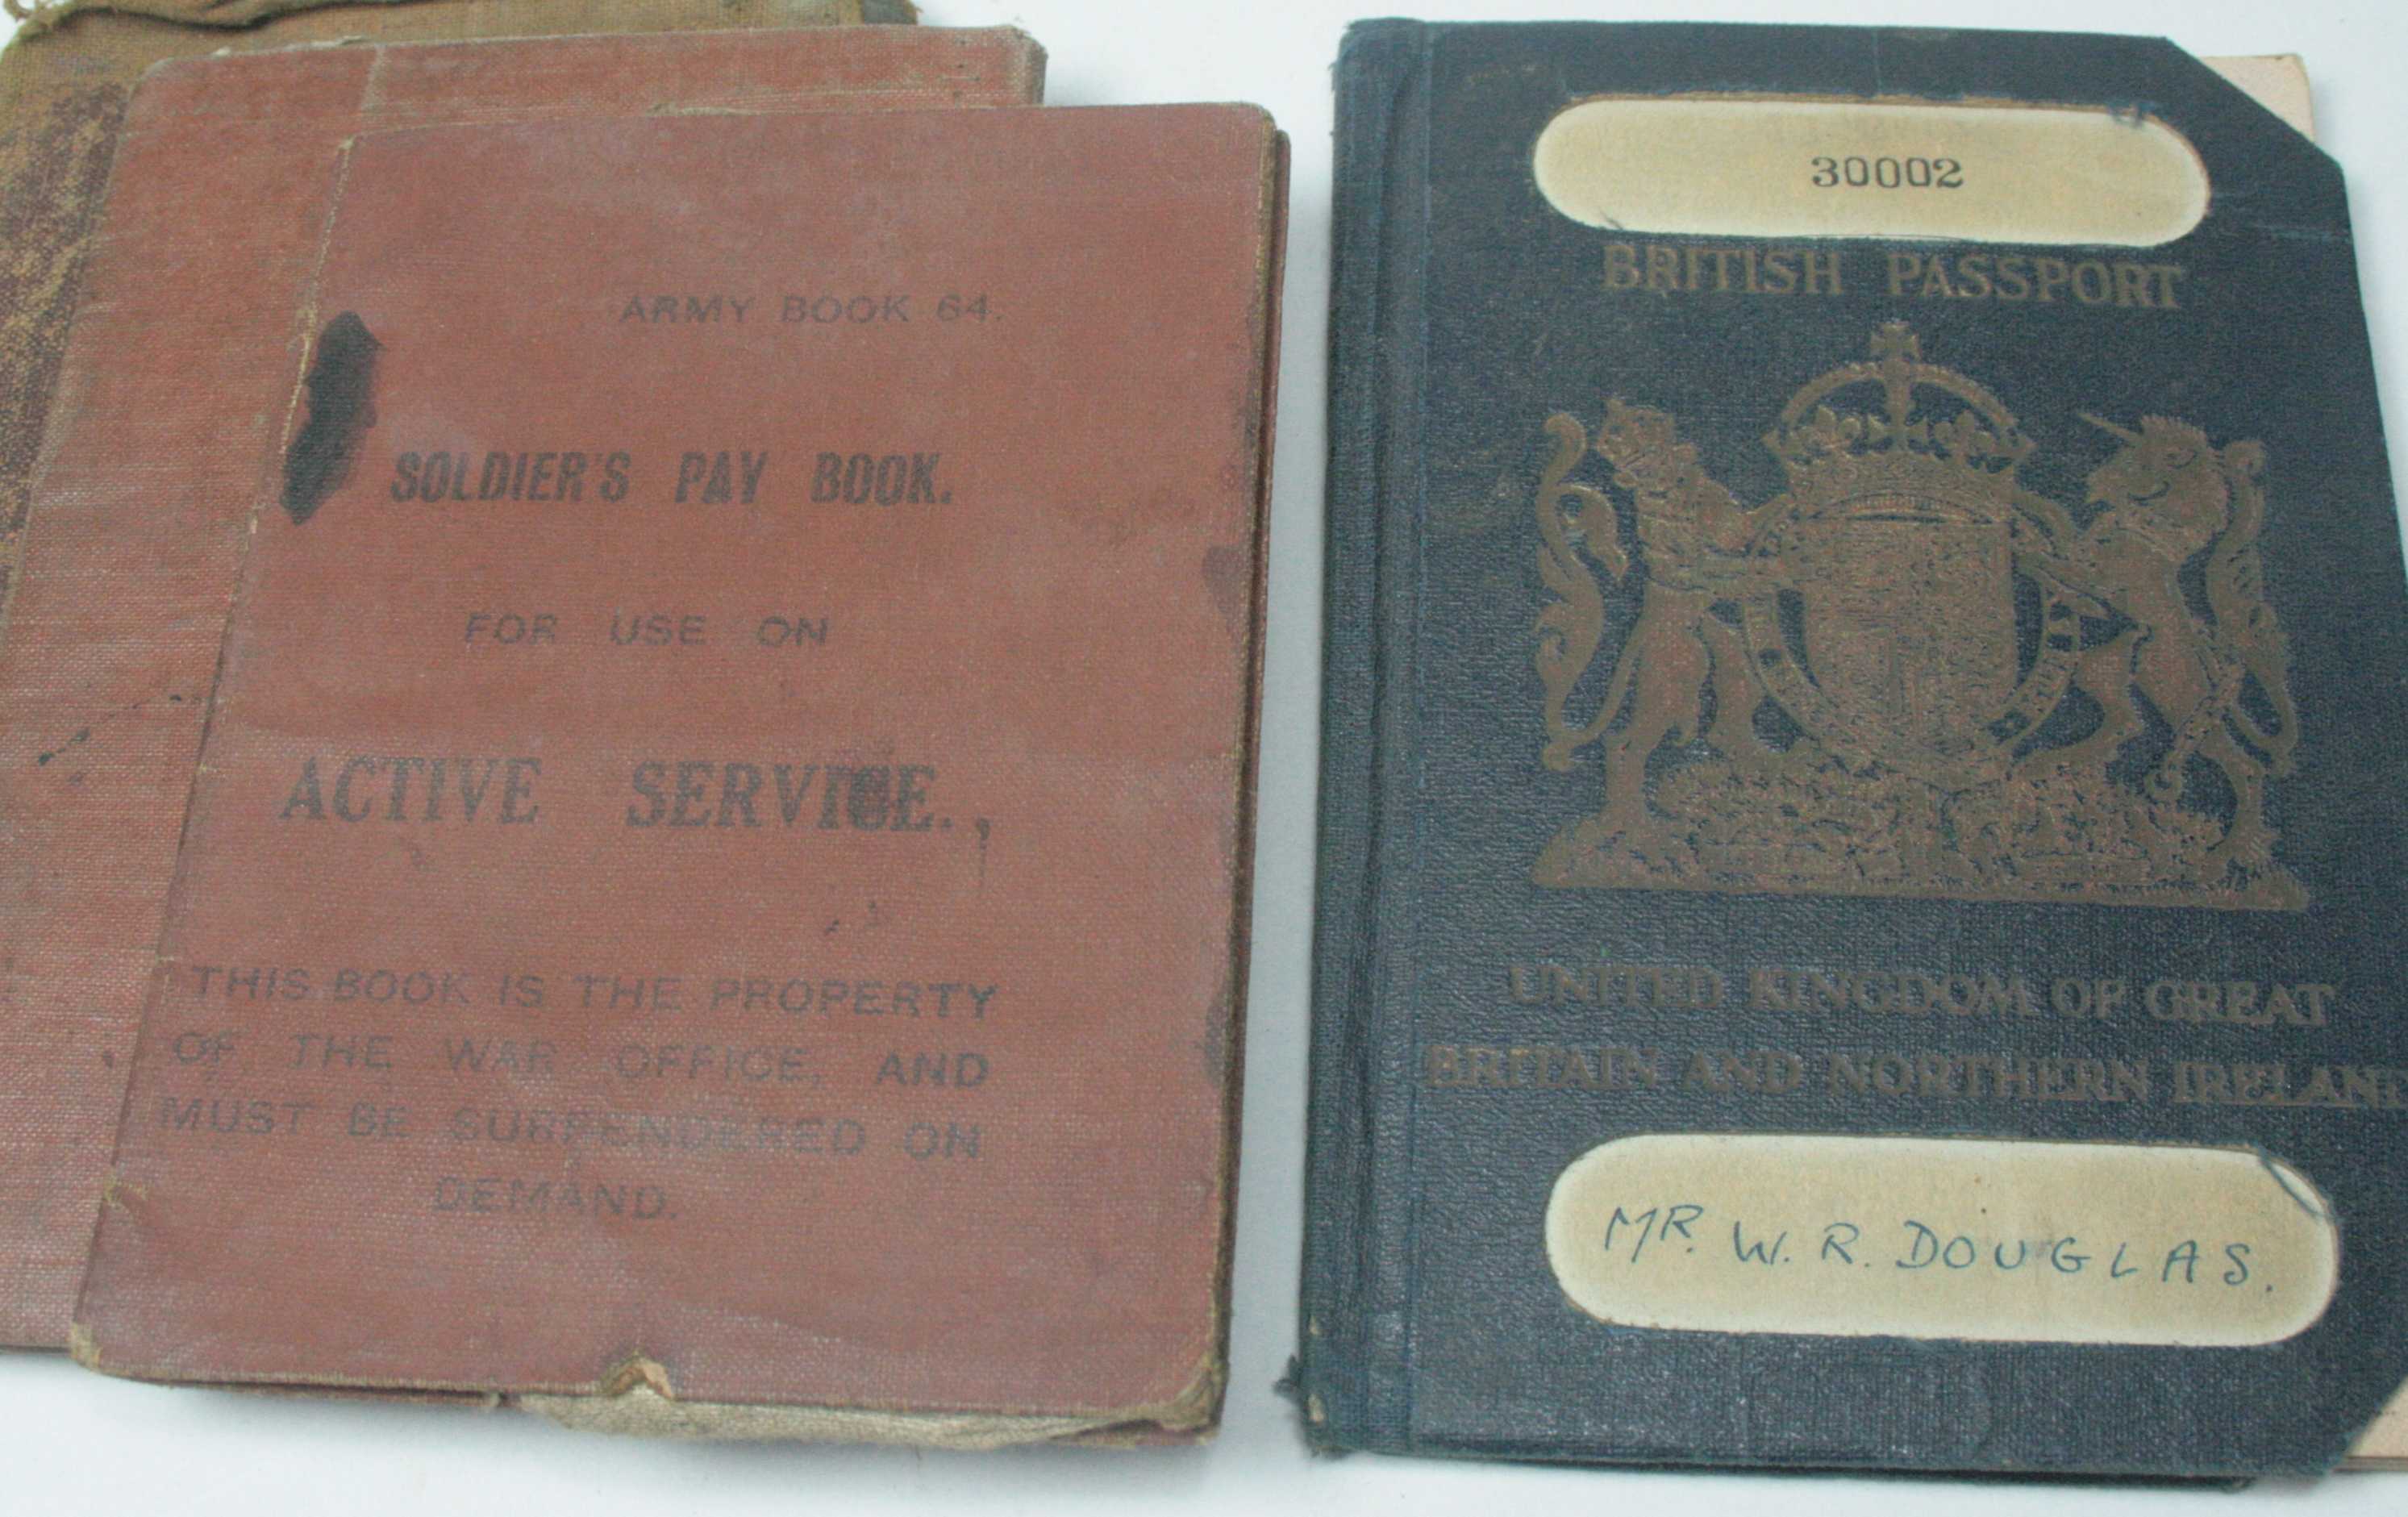 ARMY BOOK 64.
SOLDIER'S PAY BOOK.
FOR USE ON
ACTIVE SERVICE.
THIS BOOK IS THE PROPERTY
OF THE WAR OFFICE, AND
MUST BE SURRENDERED ON
DEMAND.
30002
BRITISH PASSPORT
UNITED KINGDOM OF GREAT
BRITAIN AND NORTHERN IRELAND
MR. W. R. DOUGLAS.